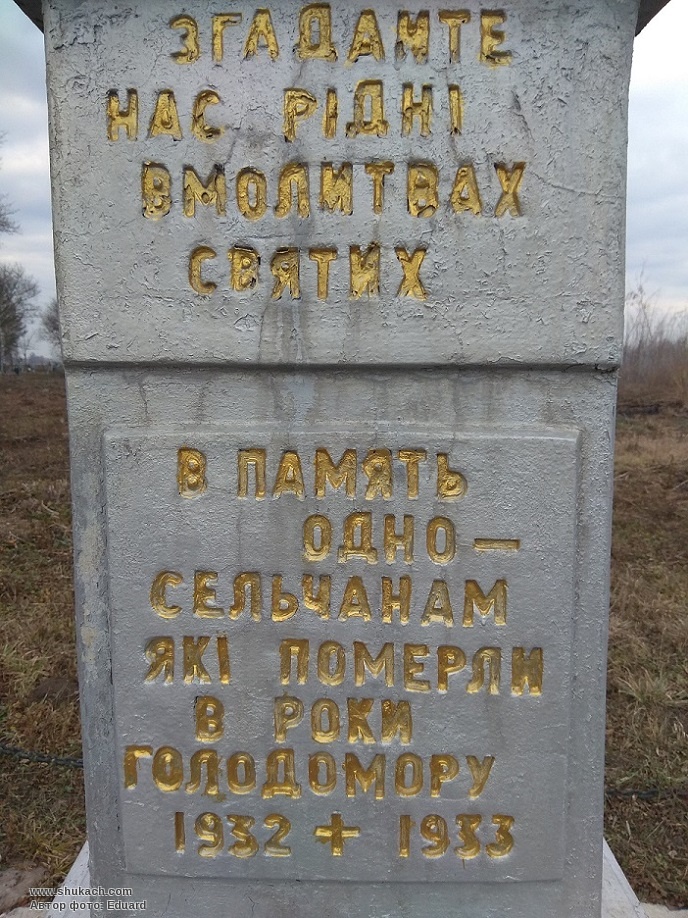 ЗГАДАЙТЕ
НАС РІДНІ
В МОЛИТВАХ
СВЯТИХ
В ПАМЯТЬ
ОДНО—
СЕЛЬЧАНАМ
ЯКІ ПОМЕРЛИ
В РОКИ
ГОЛОДОМОРУ
1932 + 1933
www.shukach.com
Автор фото: Eduard